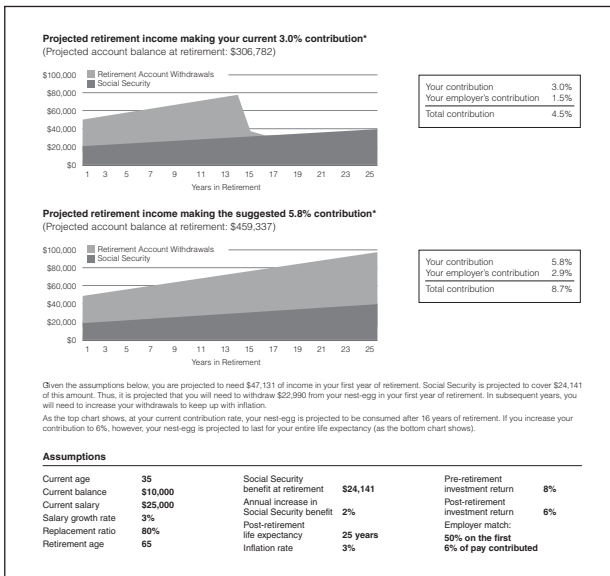 Projected retirement income making your current 3.0% contribution*
(Projected account balance at retirement: $306,782)
$100,000
$80,000
$60,000
$40,000
$20,000
$0
Retirement Account Withdrawals
Social Security
1 3 5 7 9 11 13 15 17 19 21 23 25
Years in Retirement
Your contribution 3.0%
Your employer's contribution 1.5%
Total contribution 4.5%
Projected retirement income making the suggested 5.8% contribution*
(Projected account balance at retirement: $459,337)
$100,000
$80,000
$60,000
$40,000
$20,000
$0
Retirement Account Withdrawals
Social Security
1 3 5 7 9 11 13 15 17 19 21 23 25
Years in Retirement
Your contribution 5.8%
Your employer's contribution 2.9%
Total contribution 8.7%
Given the assumptions below, you are projected to need $47,131 of income in your first year of retirement. Social Security is projected to cover $24,141
of this amount. Thus, it is projected that you will need to withdraw $22,990 from your nest-egg in your first year of retirement. In subsequent years, you
will need to increase your withdrawals to keep up with inflation.
As the top chart shows, at your current contribution rate, your nest-egg is projected to be consumed after 16 years of retirement. If you increase your
contribution to 6%, however, your nest-egg is projected to last for your entire life expectancy (as the bottom chart shows).
Assumptions
Current age 35
Current balance $10,000
Current salary $25,000
Salary growth rate 3%
Replacement ratio 80%
Retirement age 65
Social Security
benefit at retirement $24,141
Annual increase in
Social Security benefit 2%
Post-retirement
life expectancy 25 years
Inflation rate 3%
Pre-retirement
investment return 8%
Post-retirement
investment return 6%
Employer match:
50% on the first
6% of pay contributed